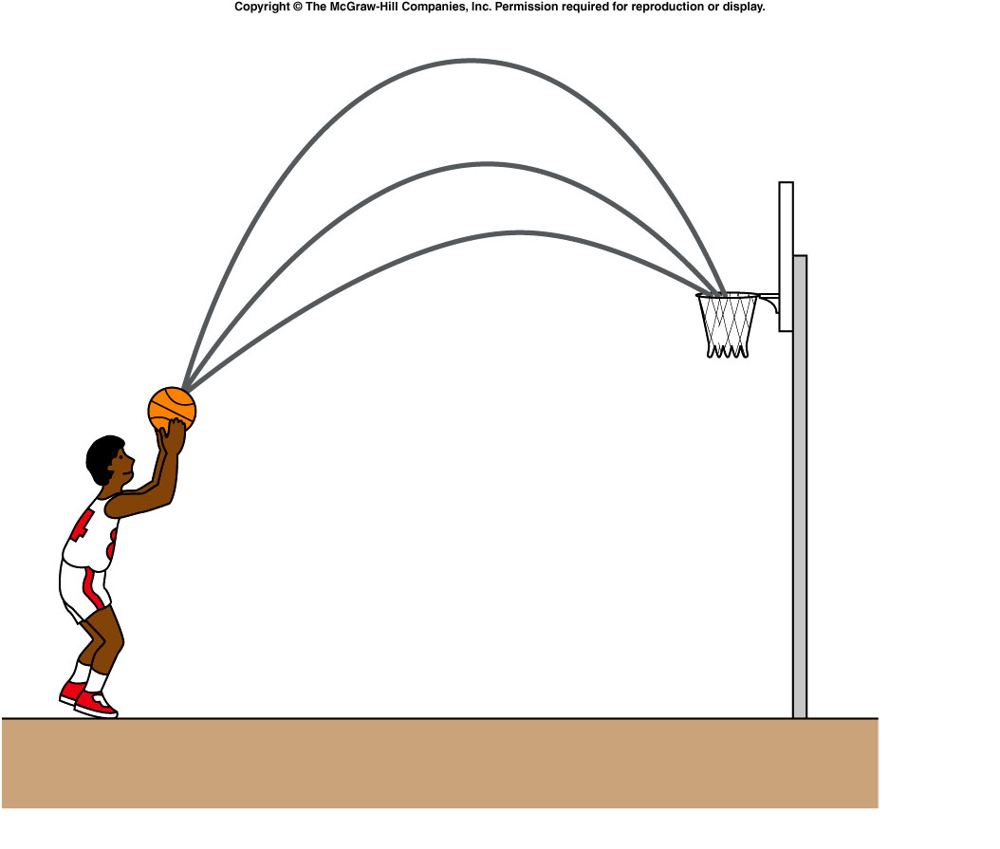 Copyright © The McGraw-Hill Companies, Inc. Permission required for reproduction or display.